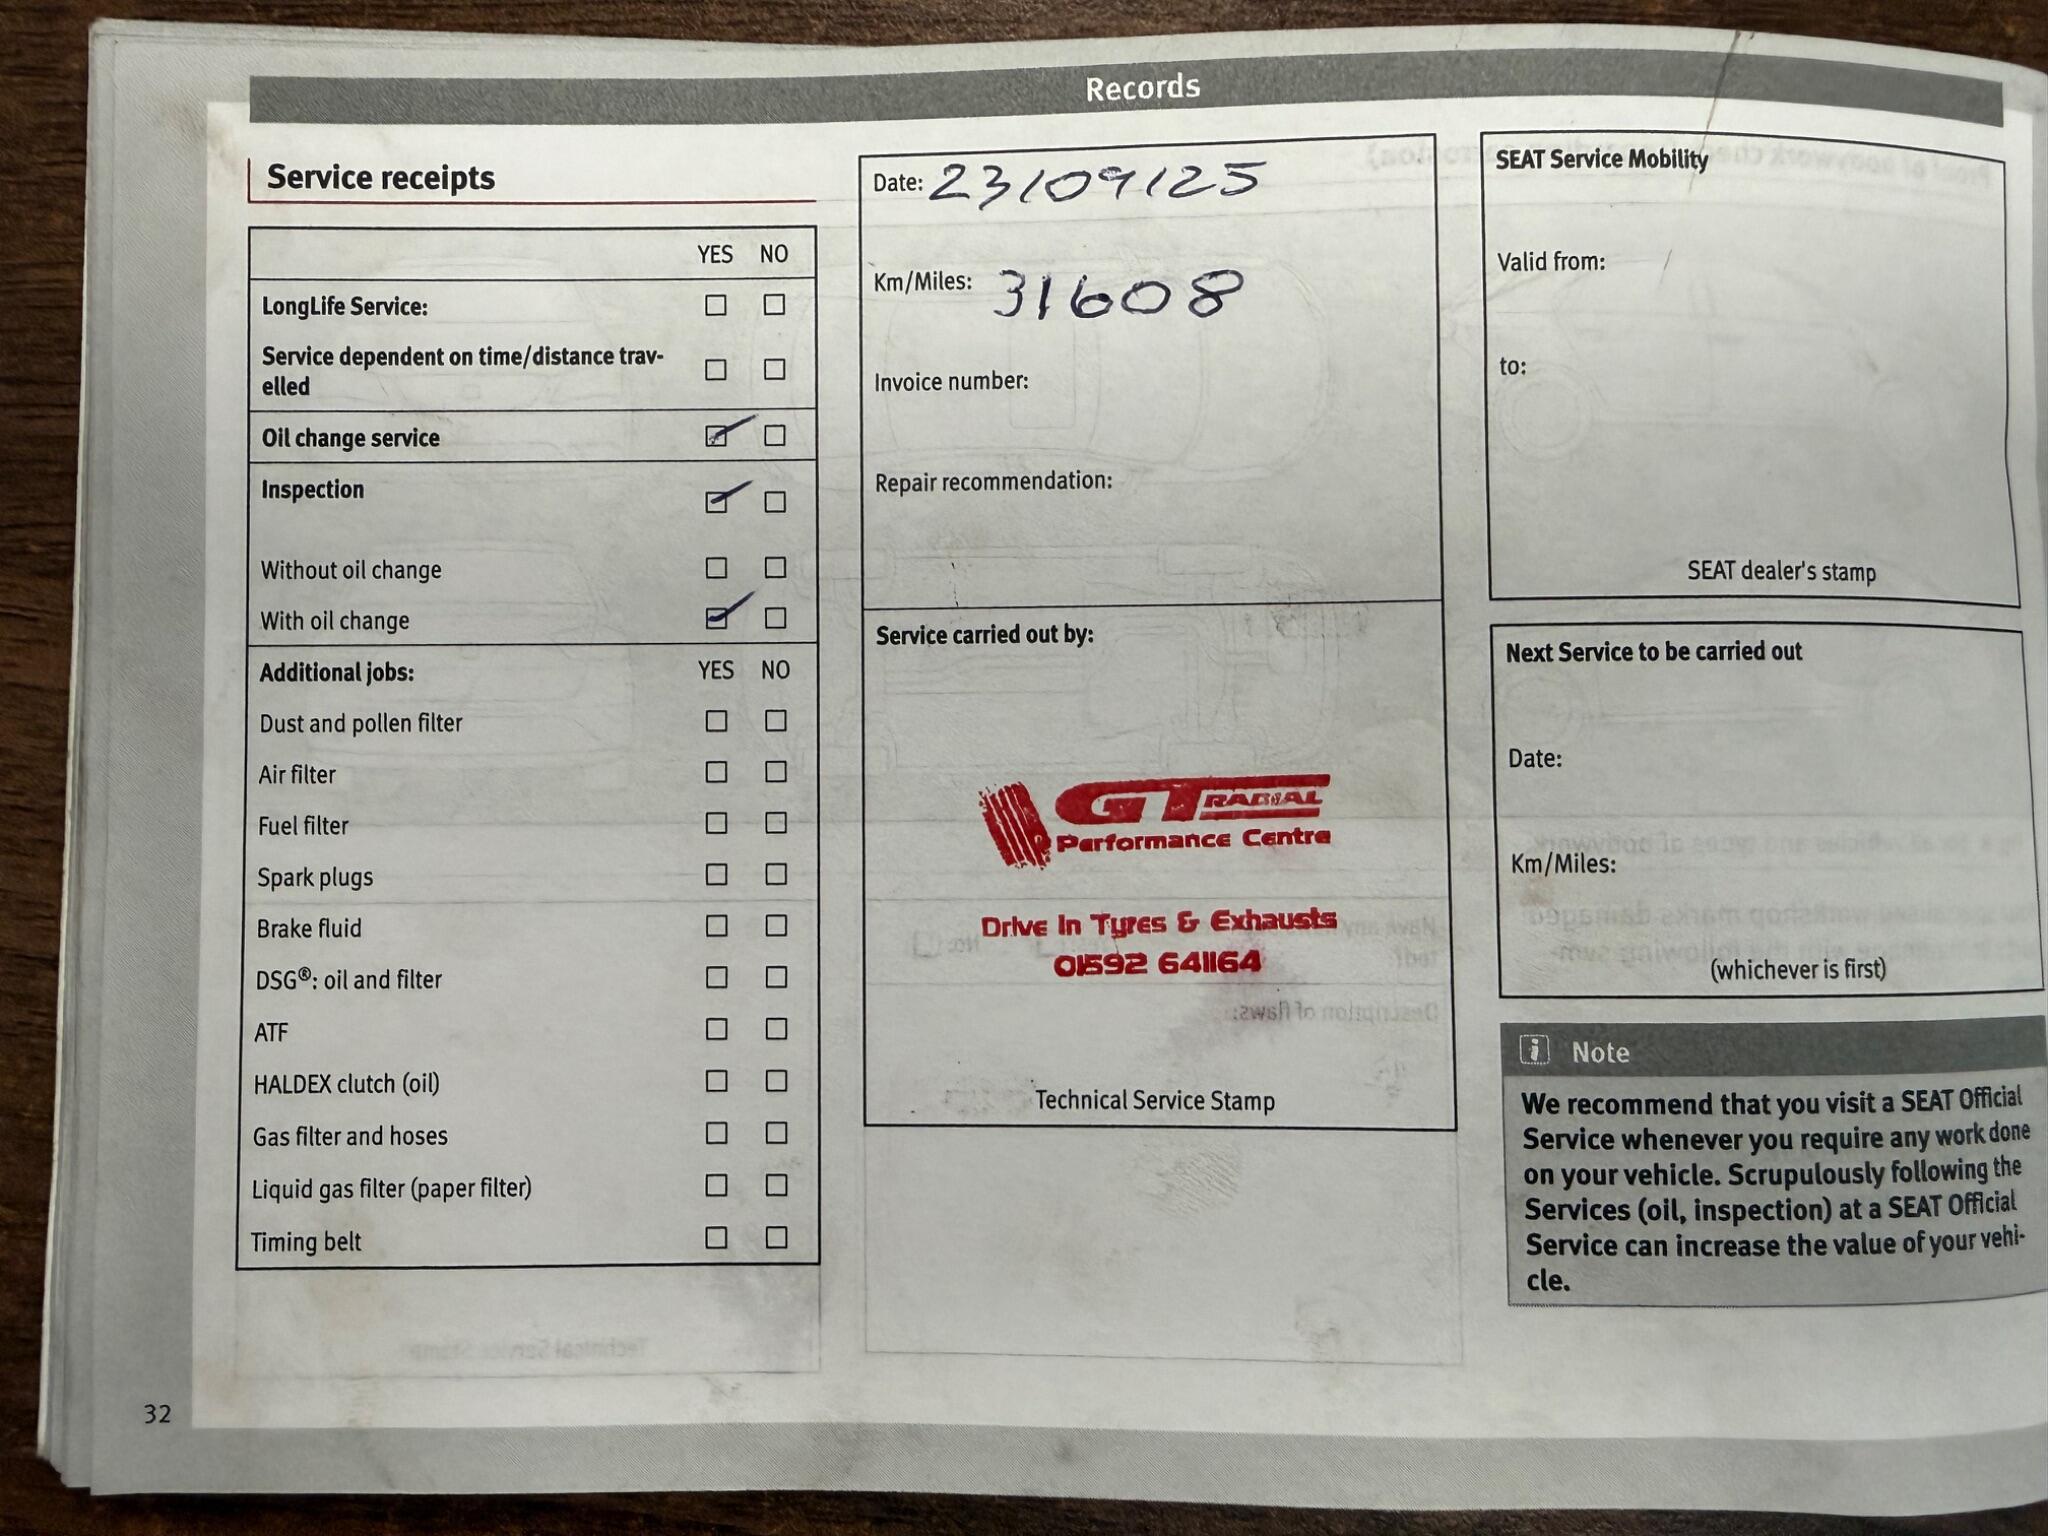 Records
Service receipts
YES NO
LongLife Service:
Service dependent on time/distance trav-
elled
Oil change service
Inspection
Without oil change
With oil change
Additional jobs: YES NO
Dust and pollen filter
Air filter
Fuel filter
Spark plugs
Brake fluid
DSG®: oil and filter
ATF
HALDEX clutch (oil)
Gas filter and hoses
Liquid gas filter (paper filter)
Timing belt
Date: 23/09/25
Km/Miles: 31608
Invoice number:
Repair recommendation:
Service carried out by:
GT RADIAL
Performance Centre
Drive In Tyres & Exhausts
01592 641164
Technical Service Stamp
SEAT Service Mobility
Valid from:
to:
SEAT dealer's stamp
Next Service to be carried out
Date:
Km/Miles:
(whichever is first)
i Note
We recommend that you visit a SEAT Official
Service whenever you require any work done
on your vehicle. Scrupulously following the
Services (oil, inspection) at a SEAT Official
Service can increase the value of your vehi-
cle.
32